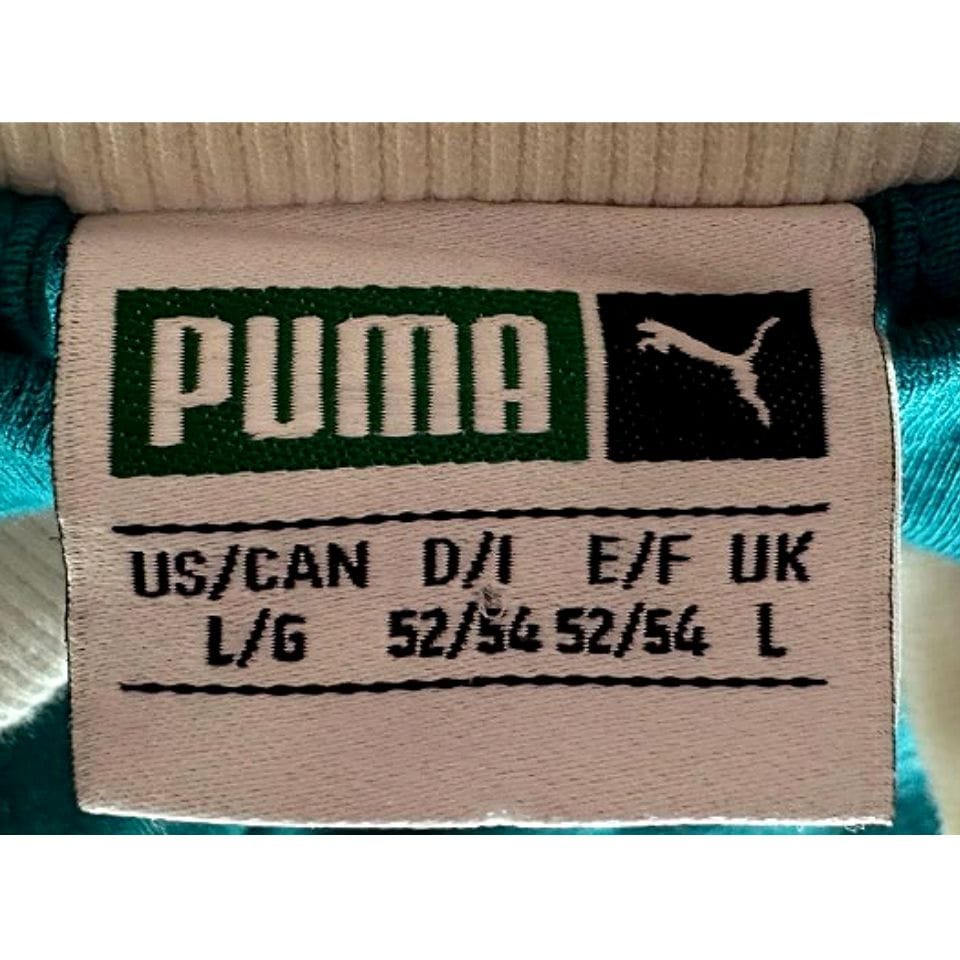 PUMA
US/CAN D/I E/F UK
L/G 52/54 52/54 L